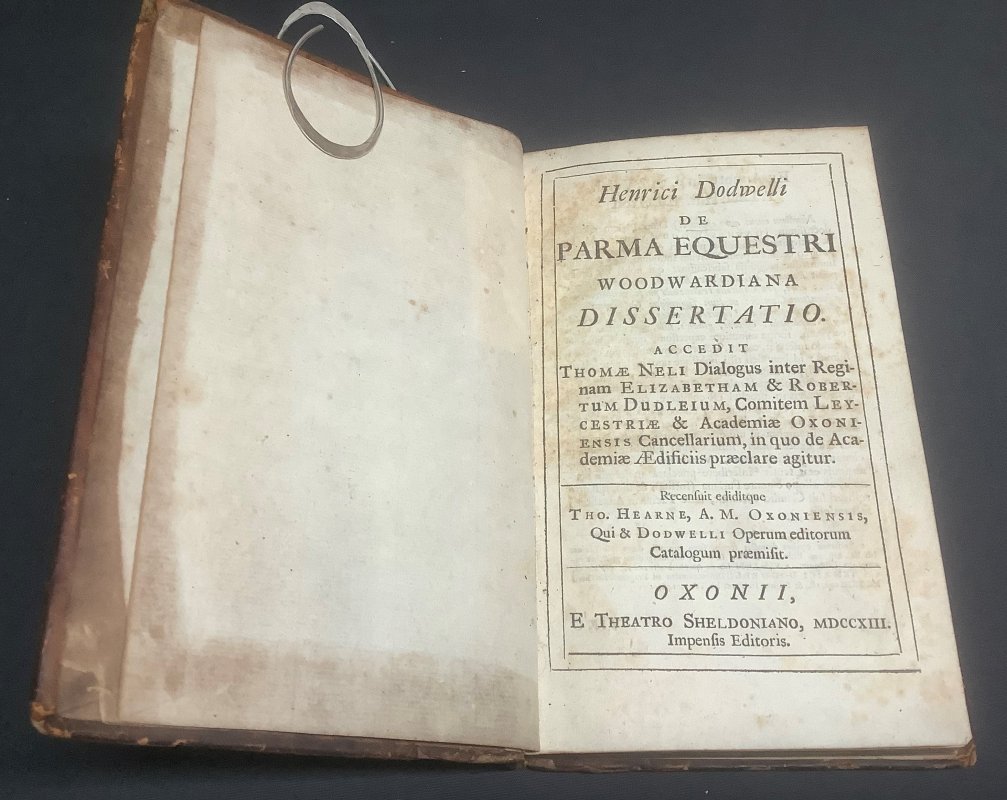 Henrici Dodwelli
DE
PARMA EQUESTRI
WOODWARDIANA
DISSERTATIO.
ACCEDIT
THOMÆ NELI Dialogus inter Regi-
nam ELIZABETHAM & ROBER-
TUM DUDLEIUM, Comitem LEY-
CESTRIÆ & Academiæ OXONI-
ENSIS Cancellarium, in quo de Aca-
demiæ Ædificiis præclare agitur.
Recenſuit ediditque
THO. HEARNE, A. M. OXONIENSIS,
Qui & DODWELLI Operum editorum
Catalogum præmiſit.
OXONII,
E THEATRO SHELDONIANO, MDCCXIII.
Impenſis Editoris.